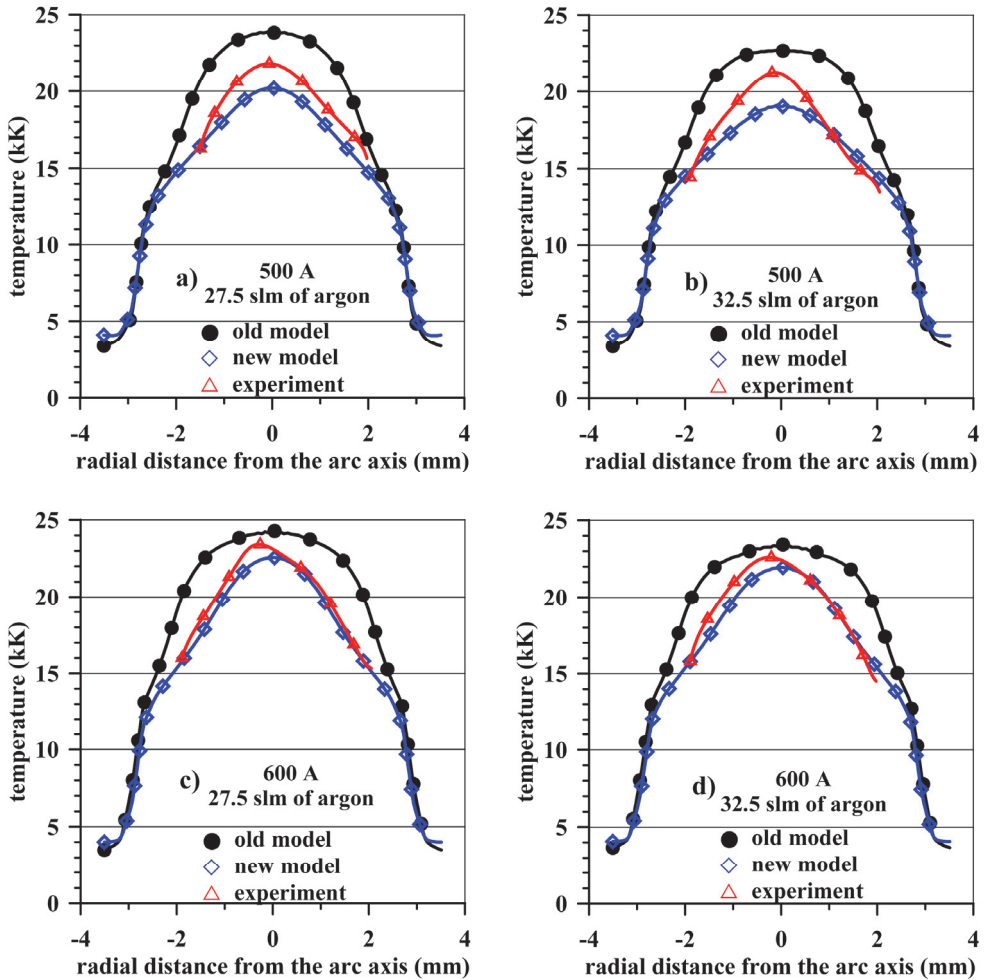 25
20
15
10
5
0
temperature (kK)
a)
500 A
27.5 slm of argon
old model
new model
experiment
-4
-2
0
2
4
radial distance from the arc axis (mm)
25
20
15
10
5
0
temperature (kK)
b)
500 A
32.5 slm of argon
old model
new model
experiment
-4
-2
0
2
4
radial distance from the arc axis (mm)
25
20
15
10
5
0
temperature (kK)
c)
600 A
27.5 slm of argon
old model
new model
experiment
-4
-2
0
2
4
radial distance from the arc axis (mm)
25
20
15
10
5
0
temperature (kK)
d)
600 A
32.5 slm of argon
old model
new model
experiment
-4
-2
0
2
4
radial distance from the arc axis (mm)